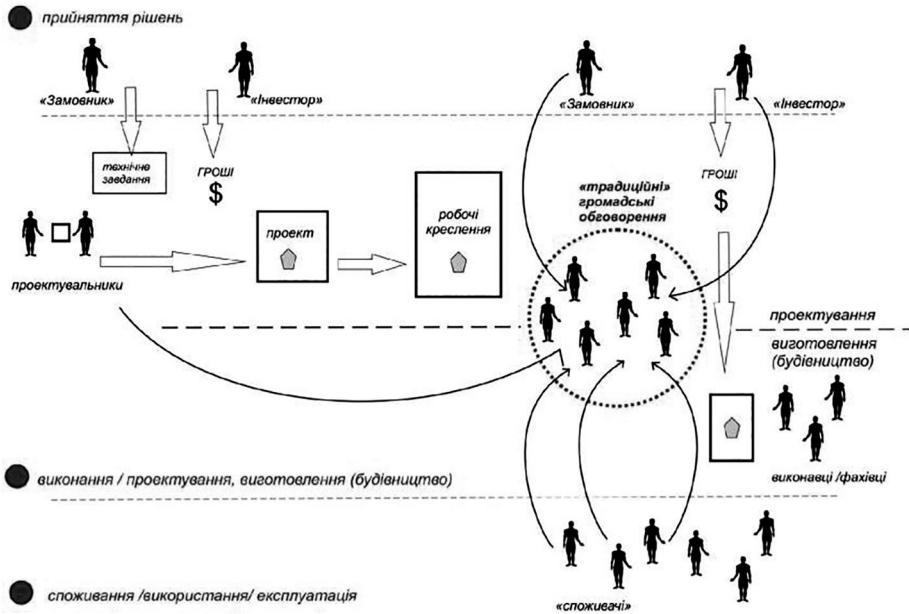 прийняття рішень
«Замовник»
«Інвестор»
«Замовник»
«Інвестор»
технічне
завдання
ГРОШІ
$
ГРОШІ
$
«традиційні»
громадські
обговорення
проект
робочі
креслення
проектувальники
проектування
виготовлення
(будівництво)
виконавці /фахівці
виконання / проектування, виготовлення (будівництво)
споживання /використання/ експлуатація
«споживачі»